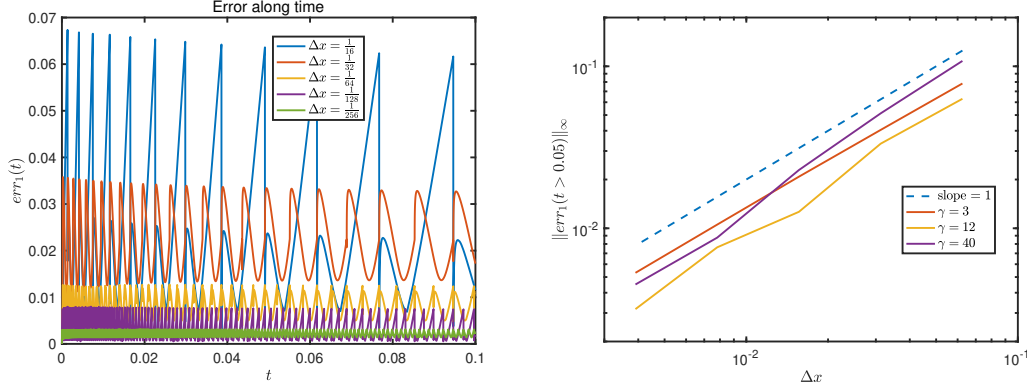 Error along time
0.07
0.06
0.05
0.04
0.03
0.02
0.01
0
err₁(t)
0
0.02
0.04
0.06
0.08
0.1
t
Δx = 1/16
Δx = 1/32
Δx = 1/64
Δx = 1/128
Δx = 1/256
10⁻¹
10⁻²
‖err₁(t > 0.05)‖∞
10⁻²
10⁻¹
Δx
slope = 1
γ = 3
γ = 12
γ = 40